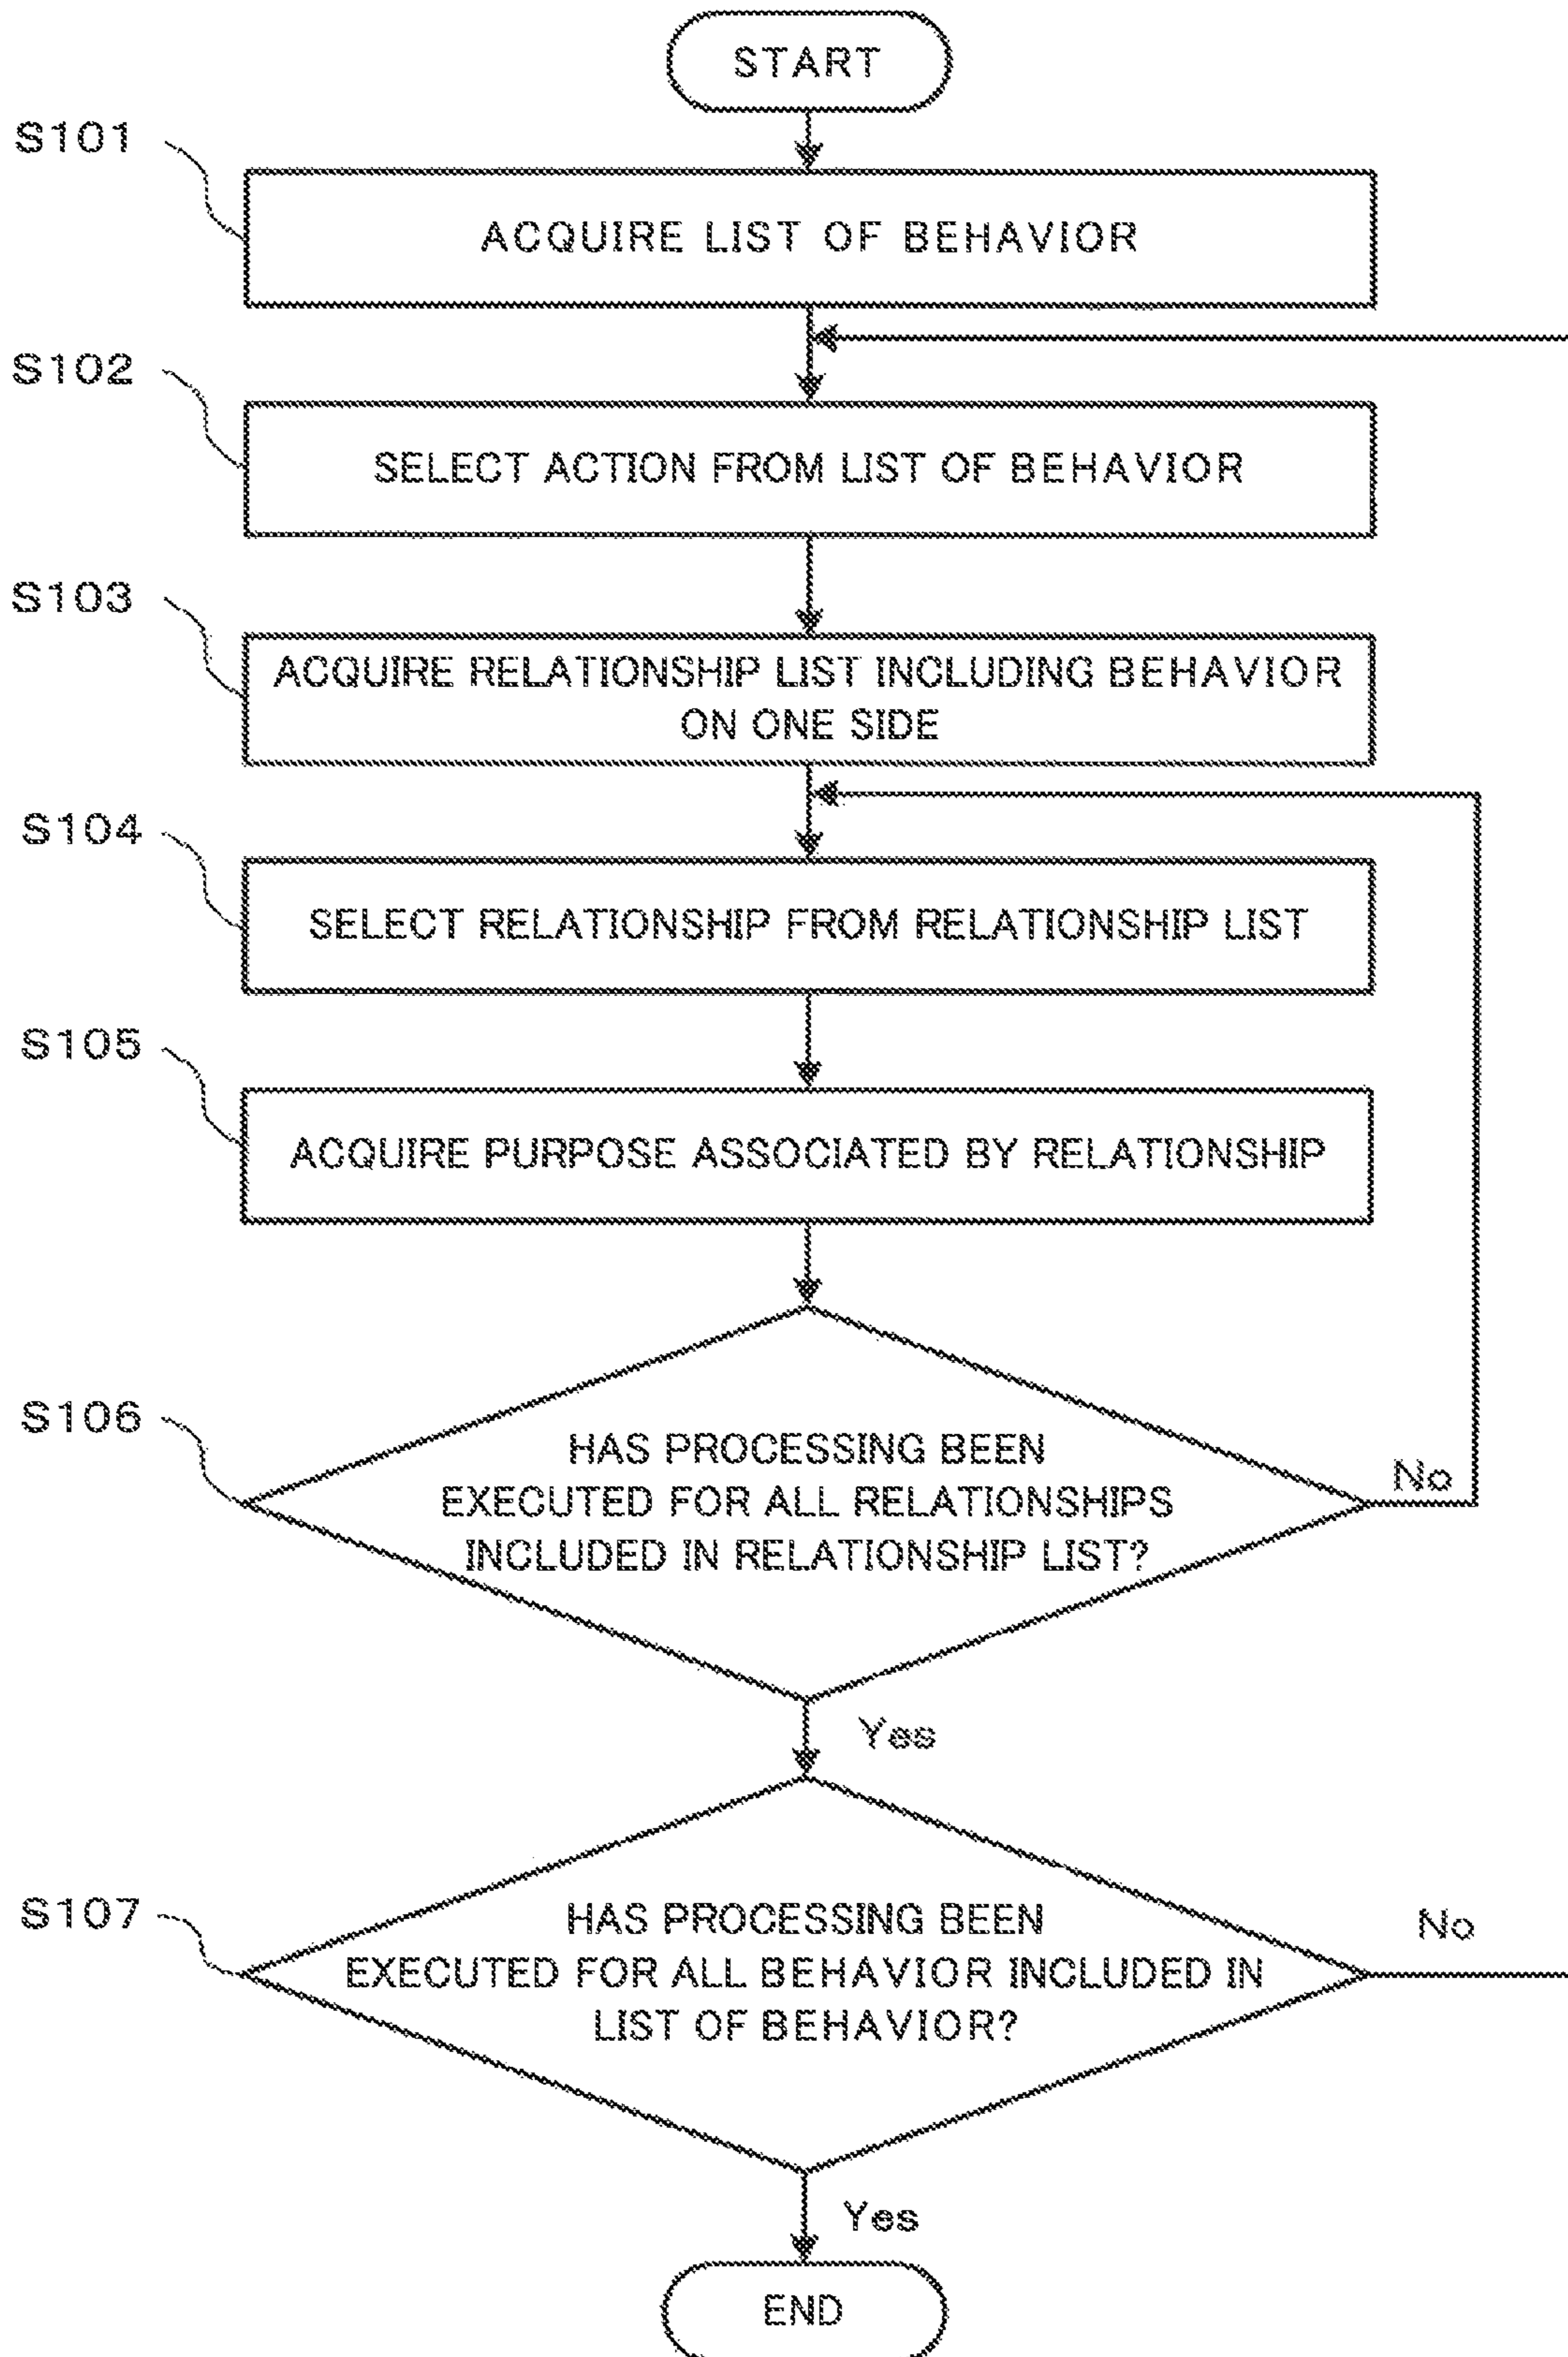 START
S101
ACQUIRE LIST OF BEHAVIOR
S102
SELECT ACTION FROM LIST OF BEHAVIOR
S103
ACQUIRE RELATIONSHIP LIST INCLUDING BEHAVIOR
ON ONE SIDE
S104
SELECT RELATIONSHIP FROM RELATIONSHIP LIST
S105
ACQUIRE PURPOSE ASSOCIATED BY RELATIONSHIP
S106
HAS PROCESSING BEEN
EXECUTED FOR ALL RELATIONSHIPS
INCLUDED IN RELATIONSHIP LIST?
No
Yes
S107
HAS PROCESSING BEEN
EXECUTED FOR ALL BEHAVIOR INCLUDED IN
LIST OF BEHAVIOR?
No
Yes
END